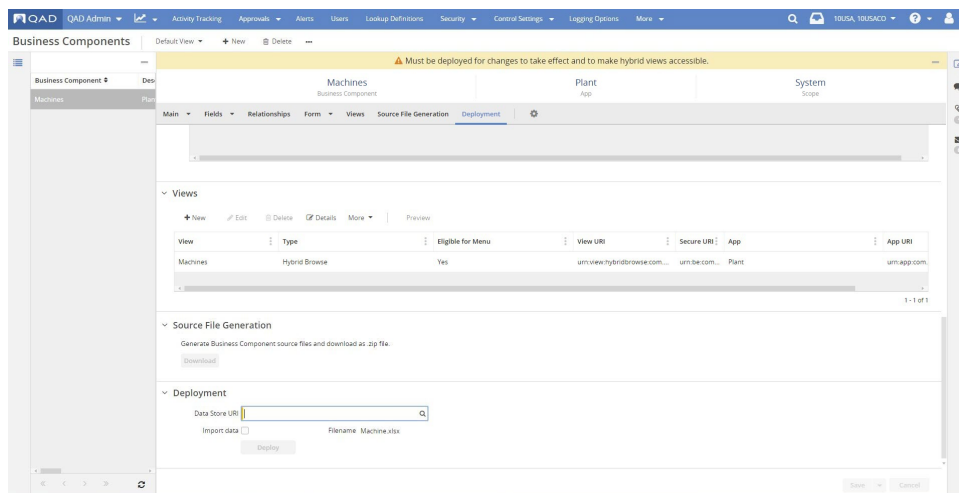 QAD QAD Admin Activity Tracking Approvals Alerts Users Lookup Definitions Security Control Settings Logging Options More 10USA, 10USACO
Business Components Default View + New Delete •••
Must be deployed for changes to take effect and to make hybrid views accessible.
Business Component Des
Machines Plan
Machines Plant System
Business Component App Scope
Main Fields Relationships Form Views Source File Generation Deployment
Views
+ New Edit Delete Details More Preview
View Type Eligible for Menu View URI Secure URI App App URI
Machines Hybrid Browse Yes urn:view:hybridbrowse:com.... urn:be:com... Plant urn:app:com.
1 - 1 of 1
Source File Generation
Generate Business Component source files and download as .zip file.
Download
Deployment
Data Store URI
Import data Filename Machine.xlsx
Deploy
Save Cancel